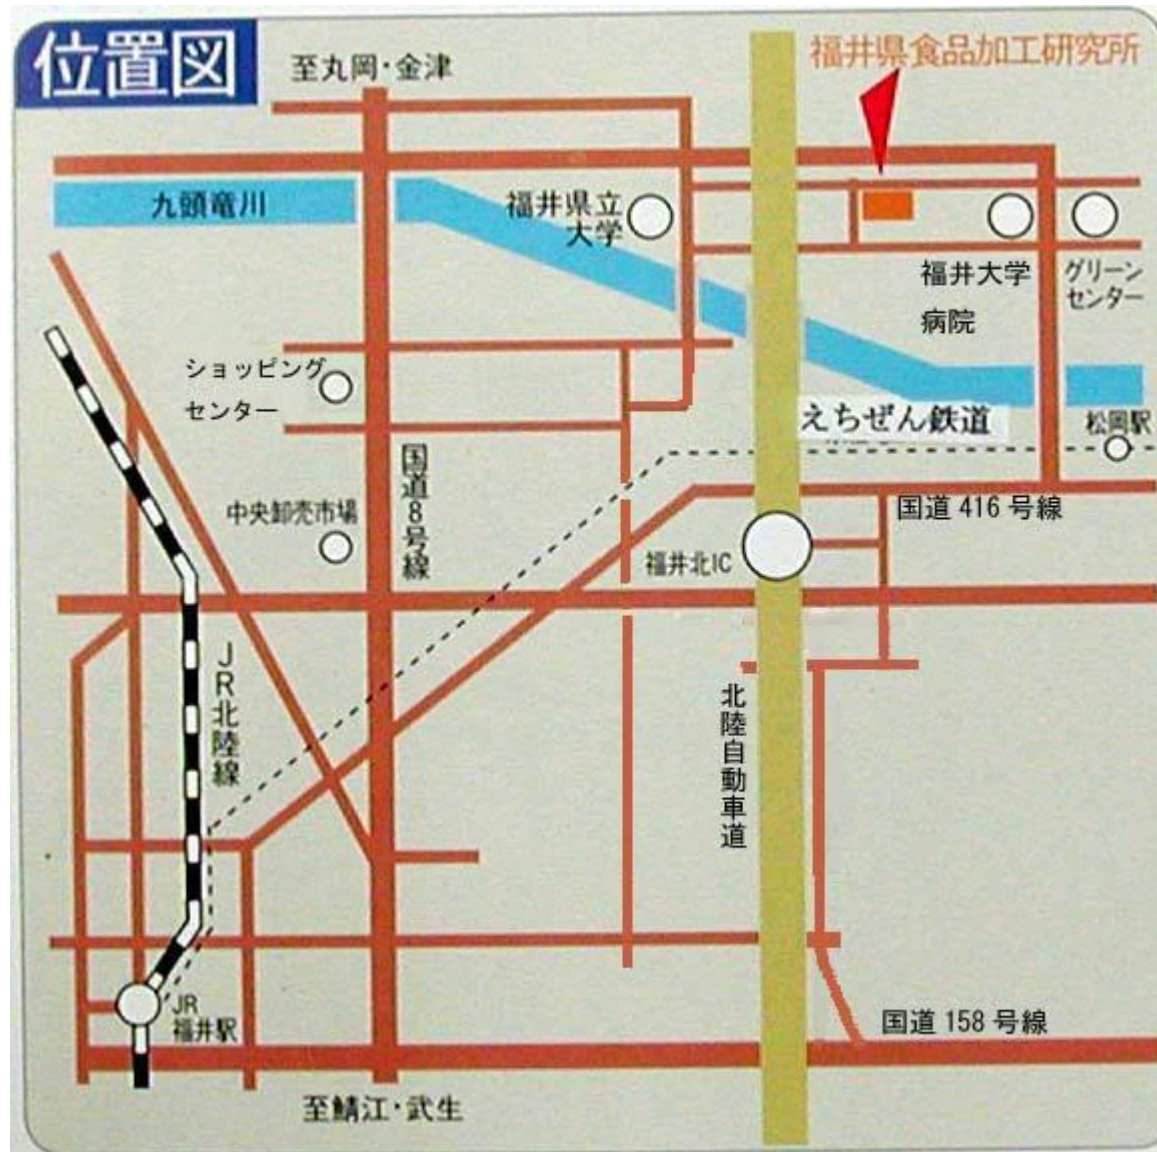 位置図
至丸岡・金津
福井県食品加工研究所
九頭竜川
福井県立
大学
福井大学
病院
グリーン
センター
ショッピング
センター
えちぜん鉄道
松岡駅
国道8号線
中央卸売市場
国道416号線
福井北IC
JR北陸線
北陸自動車道
JR
福井駅
国道158号線
至鯖江・武生